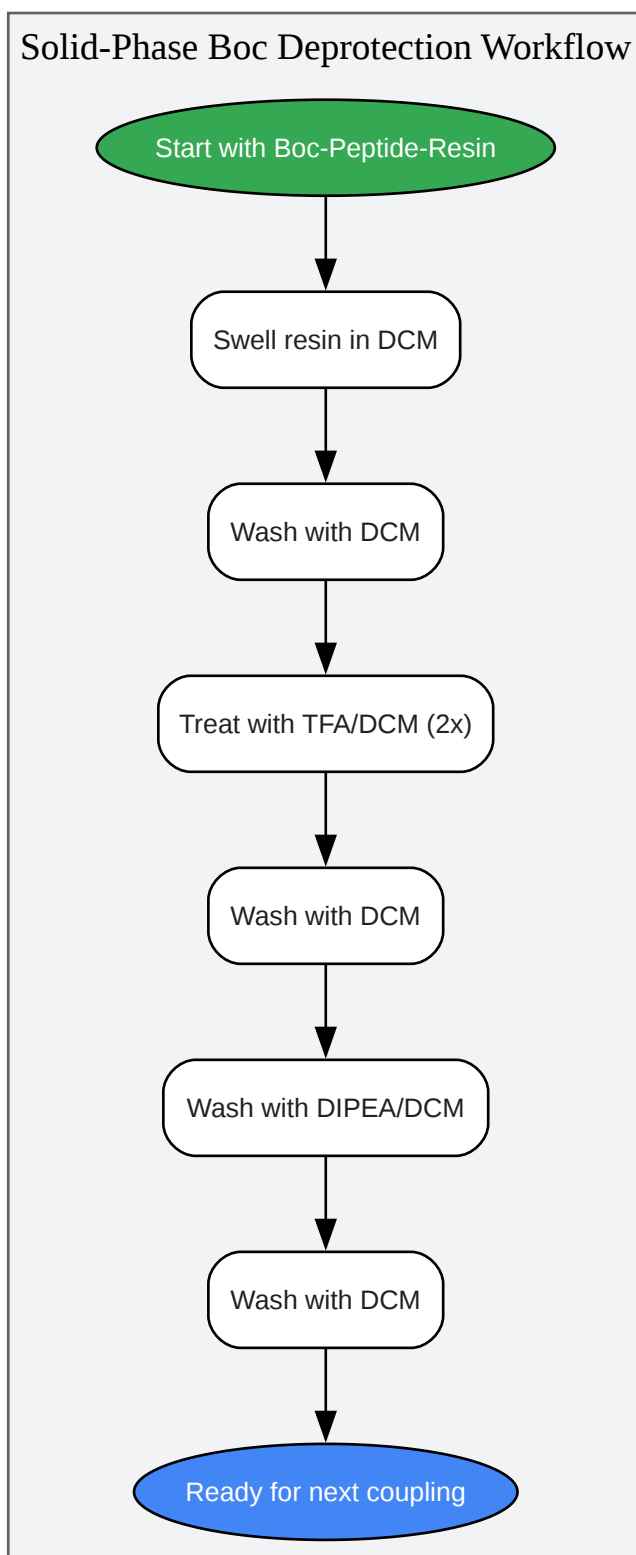 Solid-Phase Boc Deprotection Workflow
Start with Boc-Peptide-Resin
Swell resin in DCM
Wash with DCM
Treat with TFA/DCM (2x)
Wash with DCM
Wash with DIPEA/DCM
Wash with DCM
Ready for next coupling